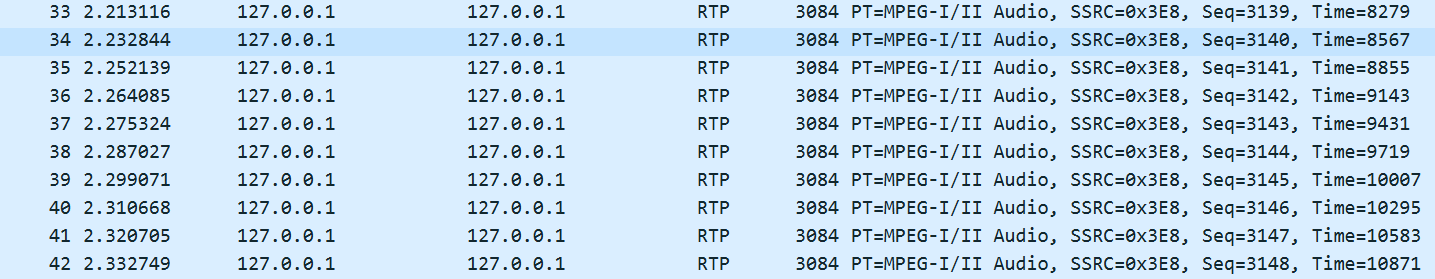 33 2.213116 127.0.0.1 127.0.0.1 RTP 3084 PT=MPEG-I/II Audio, SSRC=0x3E8, Seq=3139, Time=8279
34 2.232844 127.0.0.1 127.0.0.1 RTP 3084 PT=MPEG-I/II Audio, SSRC=0x3E8, Seq=3140, Time=8567
35 2.252139 127.0.0.1 127.0.0.1 RTP 3084 PT=MPEG-I/II Audio, SSRC=0x3E8, Seq=3141, Time=8855
36 2.264085 127.0.0.1 127.0.0.1 RTP 3084 PT=MPEG-I/II Audio, SSRC=0x3E8, Seq=3142, Time=9143
37 2.275324 127.0.0.1 127.0.0.1 RTP 3084 PT=MPEG-I/II Audio, SSRC=0x3E8, Seq=3143, Time=9431
38 2.287027 127.0.0.1 127.0.0.1 RTP 3084 PT=MPEG-I/II Audio, SSRC=0x3E8, Seq=3144, Time=9719
39 2.299071 127.0.0.1 127.0.0.1 RTP 3084 PT=MPEG-I/II Audio, SSRC=0x3E8, Seq=3145, Time=10007
40 2.310668 127.0.0.1 127.0.0.1 RTP 3084 PT=MPEG-I/II Audio, SSRC=0x3E8, Seq=3146, Time=10295
41 2.320705 127.0.0.1 127.0.0.1 RTP 3084 PT=MPEG-I/II Audio, SSRC=0x3E8, Seq=3147, Time=10583
42 2.332749 127.0.0.1 127.0.0.1 RTP 3084 PT=MPEG-I/II Audio, SSRC=0x3E8, Seq=3148, Time=10871